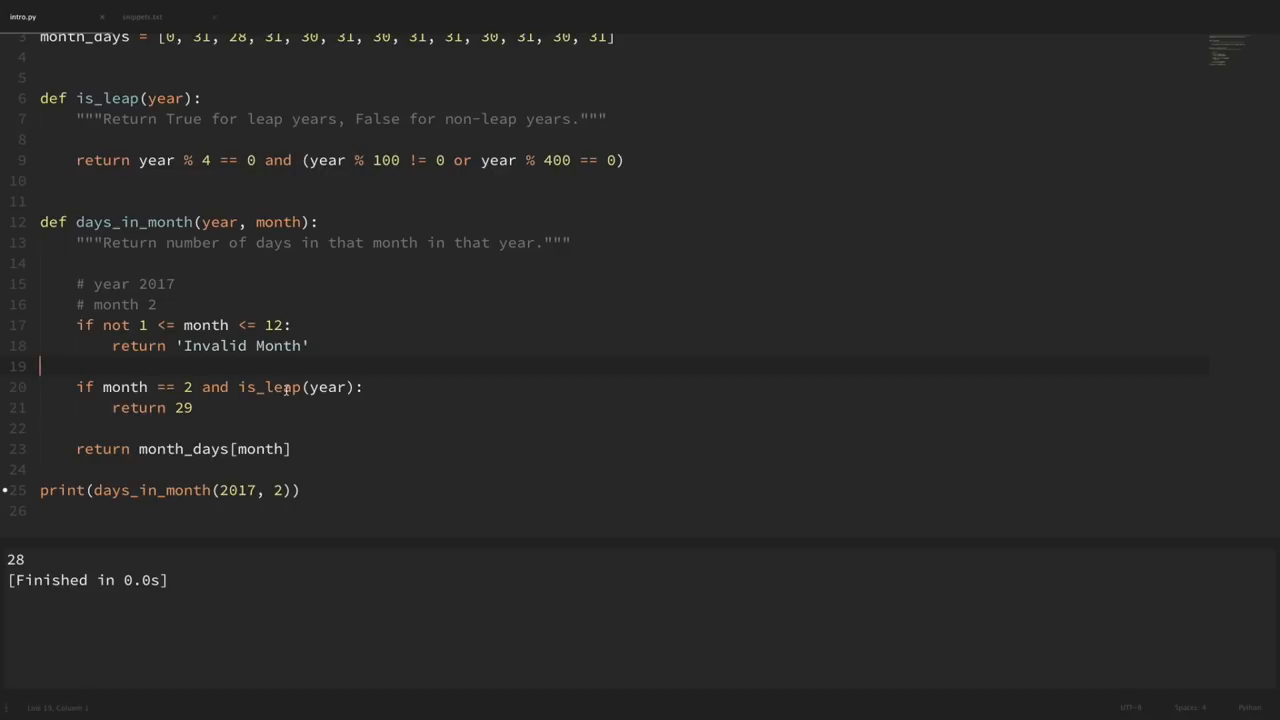 intro.py × snippets.txt ×
3 month_days = [0, 31, 28, 31, 30, 31, 30, 31, 31, 30, 31, 30, 31]
4
5
6 def is_leap(year):
7 """Return True for leap years, False for non-leap years."""
8
9 return year % 4 == 0 and (year % 100 != 0 or year % 400 == 0)
10
11
12 def days_in_month(year, month):
13 """Return number of days in that month in that year."""
14
15 # year 2017
16 # month 2
17 if not 1 <= month <= 12:
18 return 'Invalid Month'
19
20 if month == 2 and is_leap(year):
21 return 29
22
23 return month_days[month]
24
25 print(days_in_month(2017, 2))
26
28
[Finished in 0.0s]
Line 19, Column 1 UTF-8 Spaces: 4 Python